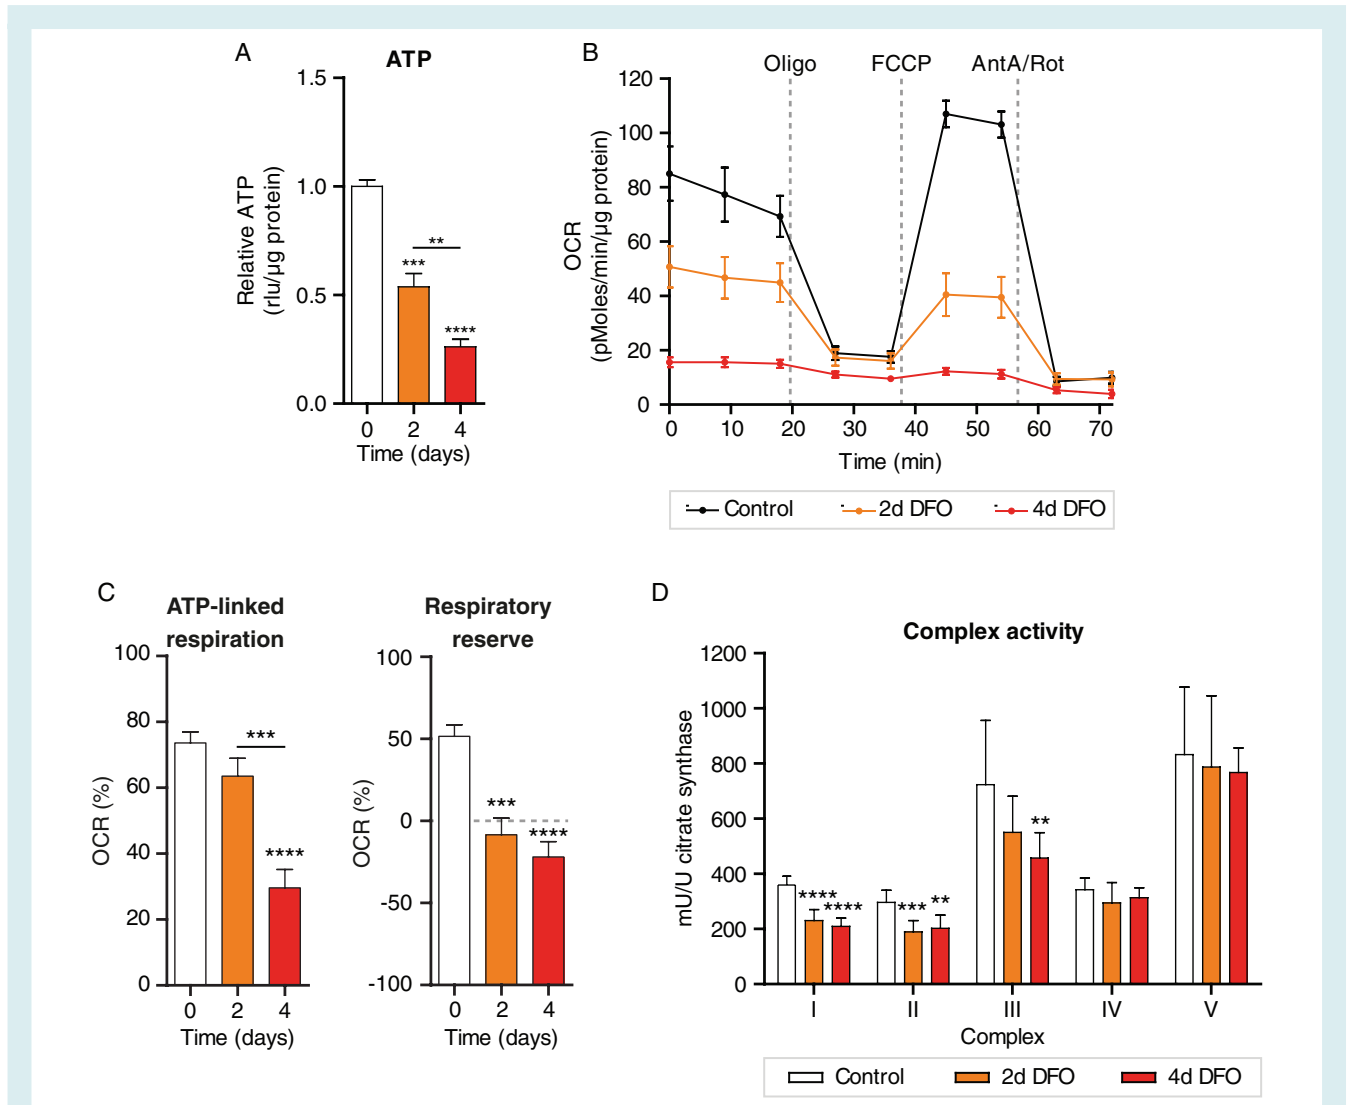 A
ATP
Relative ATP
(rlu/µg protein)
1.5
1.0
0.5
0.0
***
**
****
0 2 4
Time (days)
B
Oligo FCCP AntA/Rot
OCR
(pMoles/min/µg protein)
120
100
80
60
40
20
0
0 10 20 30 40 50 60 70
Time (min)
Control 2d DFO 4d DFO
C
ATP-linked
respiration
OCR (%)
100
80
60
40
20
0
***
****
0 2 4
Time (days)
Respiratory
reserve
OCR (%)
100
50
0
-50
-100
***
****
0 2 4
Time (days)
D
Complex activity
mU/U citrate synthase
1200
1000
800
600
400
200
0
****
****
***
**
**
I II III IV V
Complex
Control 2d DFO 4d DFO